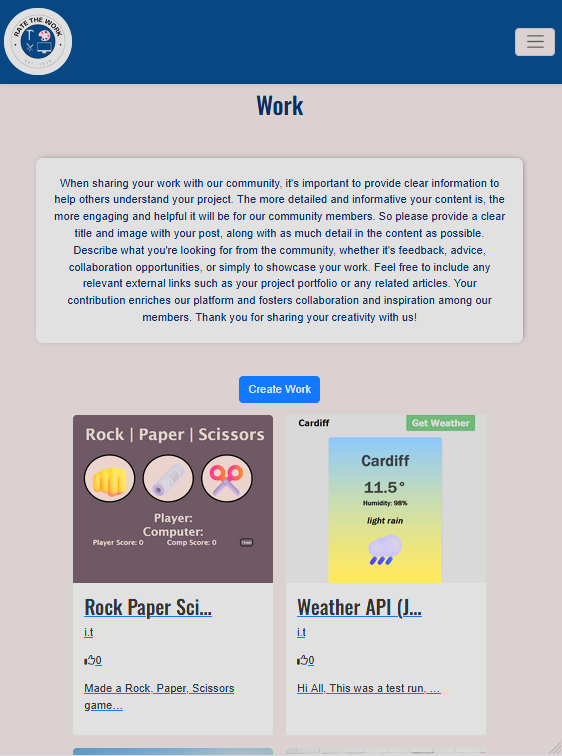 RATE THE WORK
Work
When sharing your work with our community, it's important to provide clear information to
help others understand your project. The more detailed and informative your content is, the
more engaging and helpful it will be for our community members. So please provide a clear
title and image with your post, along with as much detail in the content as possible.
Describe what you're looking for from the community, whether it's feedback, advice,
collaboration opportunities, or simply to showcase your work. Feel free to include any
relevant external links such as your project portfolio or any related articles. Your
contribution enriches our platform and fosters collaboration and inspiration among our
members. Thank you for sharing your creativity with us!
Create Work
Rock | Paper | Scissors
Player:
Computer:
Player Score: 0 Comp Score: 0
Rock Paper Sci...
i.t
0
Made a Rock, Paper, Scissors
game...
Cardiff Get Weather
Cardiff
11.5°
Humidity: 98%
light rain
Weather API (J...
i.t
0
Hi All, This was a test run, ...